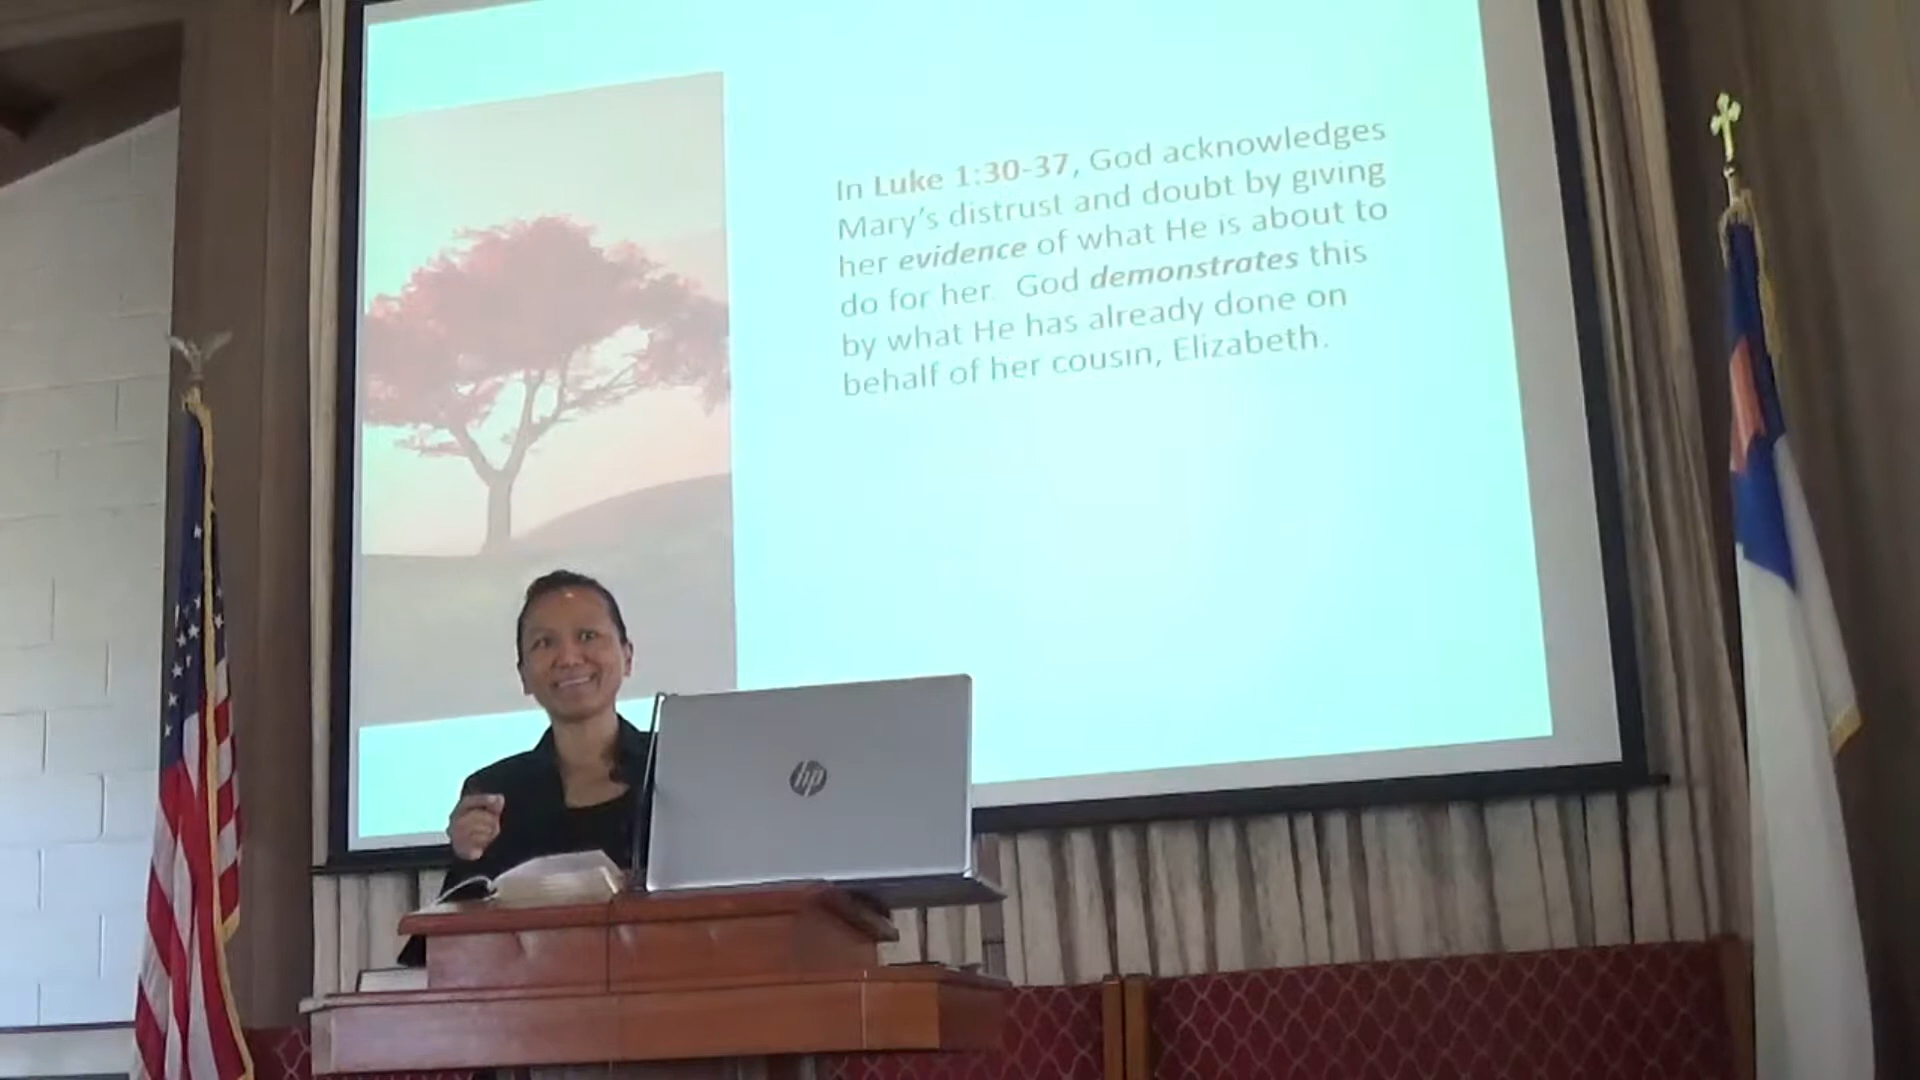 In Luke 1:30-37, God acknowledges
Mary's distrust and doubt by giving
her evidence of what He is about to
do for her. God demonstrates this
by what He has already done on
behalf of her cousin, Elizabeth.
hp